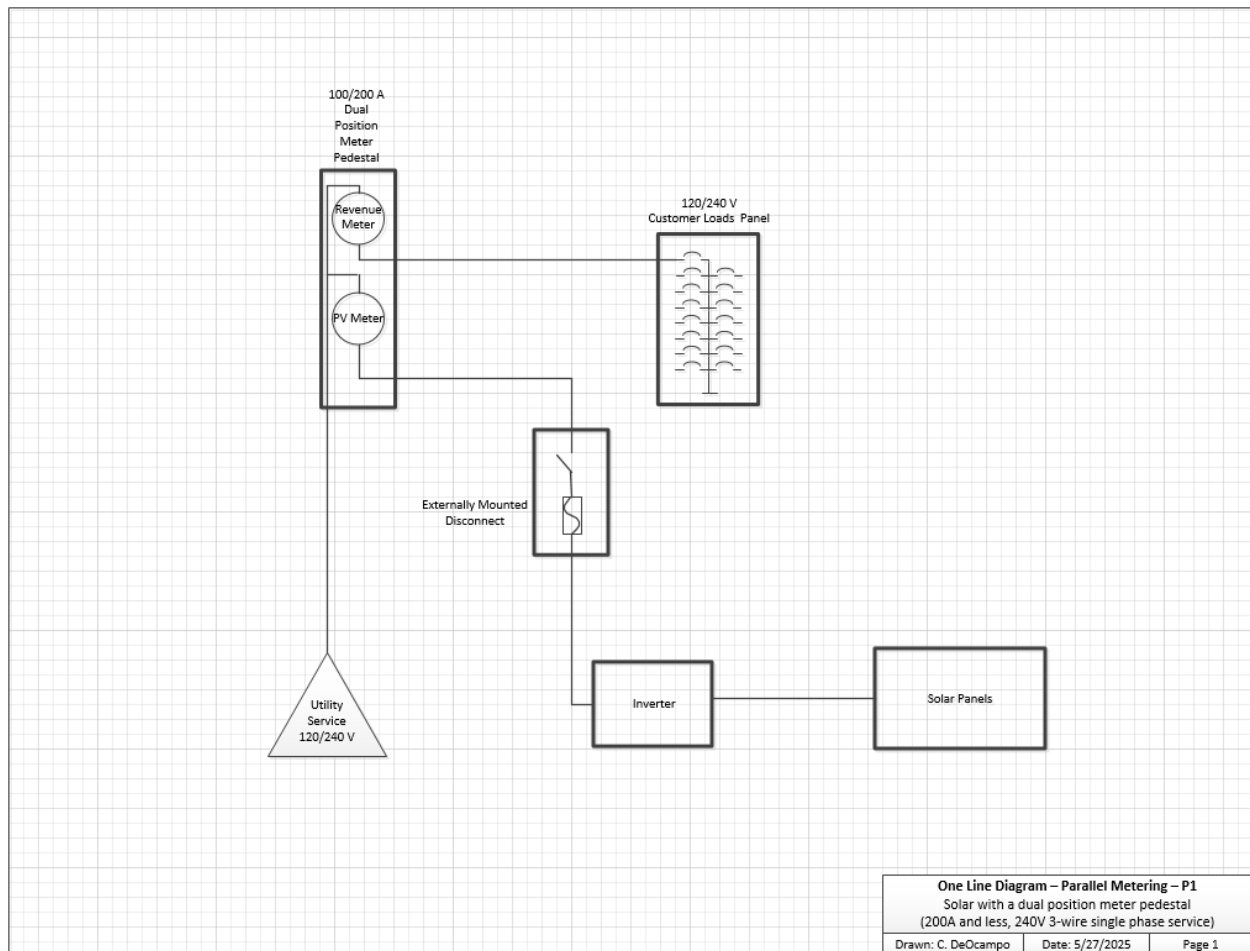 100/200 A
Dual
Position
Meter
Pedestal
Revenue
Meter
120/240 V
Customer Loads Panel
PV Meter
Externally Mounted
Disconnect
Utility
Service
120/240 V
Inverter
Solar Panels
One Line Diagram – Parallel Metering – P1
Solar with a dual position meter pedestal
(200A and less, 240V 3-wire single phase service)
Drawn: C. DeOcampo Date: 5/27/2025 Page 1